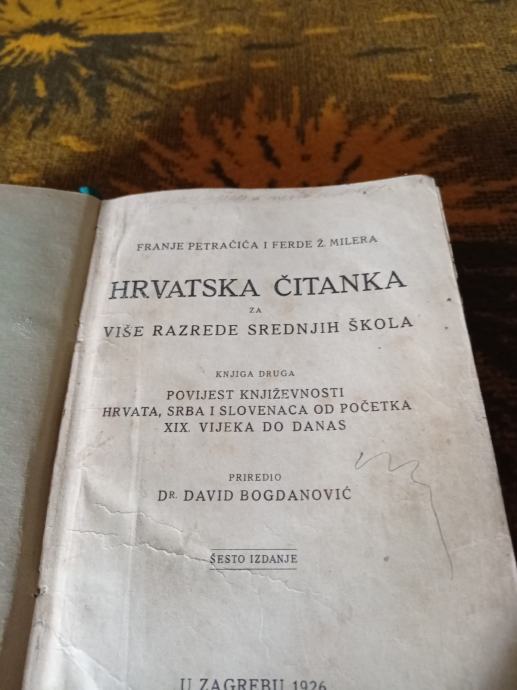 FRANJE PETRAČIĆA I FERDE Ž. MILERA
HRVATSKA ČITANKA
ZA
VIŠE RAZREDE SREDNJIH ŠKOLA
KNJIGA DRUGA
POVIJEST KNJIŽEVNOSTI
HRVATA, SRBA I SLOVENACA OD POČETKA
XIX. VIJEKA DO DANAS
PRIREDIO
DR. DAVID BOGDANOVIĆ
ŠESTO IZDANJE
U ZAGREBU 1926